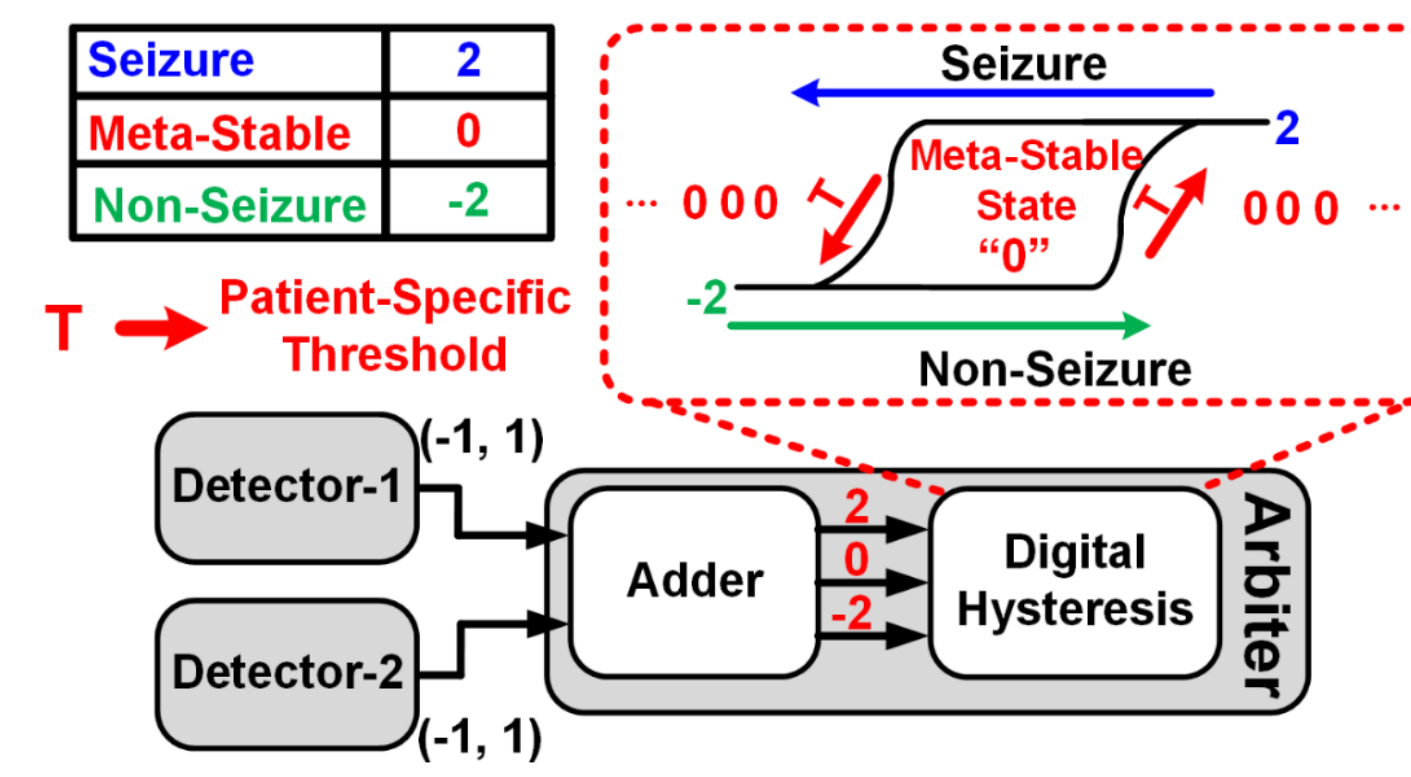 Seizure 2
Meta-Stable 0
Non-Seizure -2
T
Patient-Specific
Threshold
Seizure
2
Meta-Stable
State
“0”
... 0 0 0
T
T
0 0 0 ...
-2
Non-Seizure
Detector-1
(-1, 1)
Detector-2
(-1, 1)
Adder
2
0
-2
Digital
Hysteresis
Arbiter